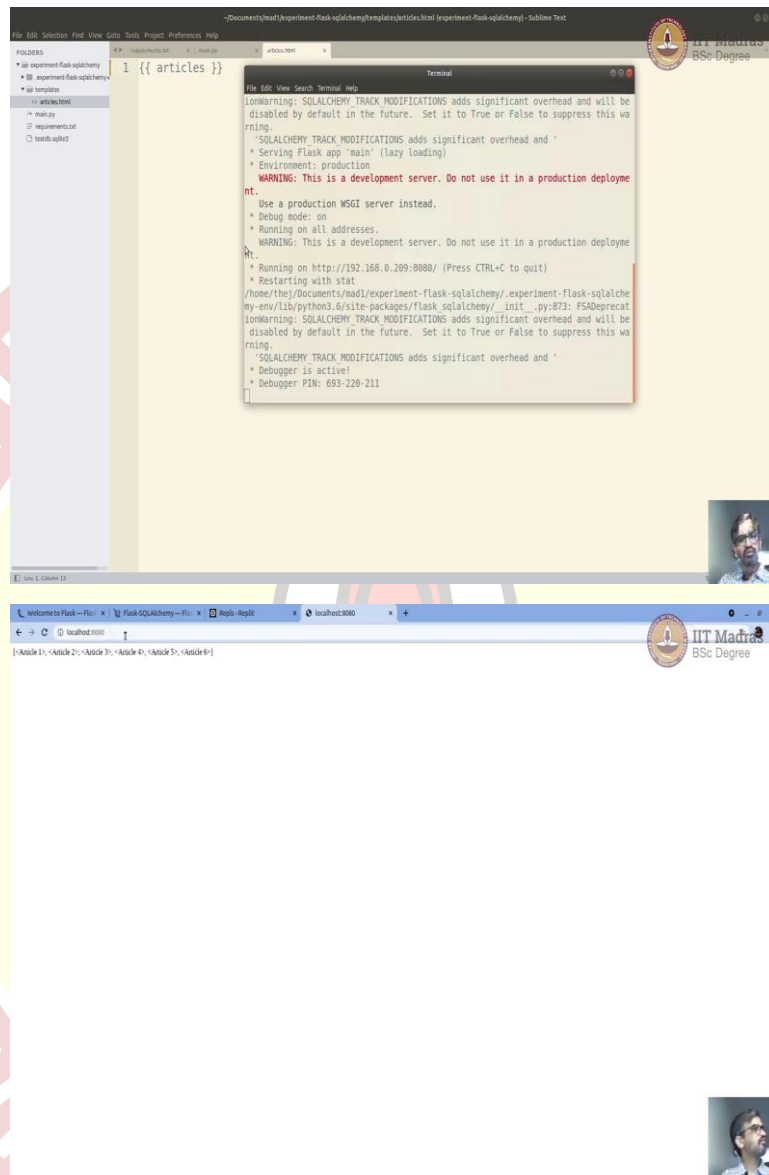 ~/Documents/mad1/experiment-flask-sqlalchemy/templates/articles.html (experiment-flask-sqlalchemy) - Sublime Text
File Edit Selection Find View Goto Tools Project Preferences Help
IIT Madras
BSc Degree
FOLDERS
requirements.txt x main.py x articles.html x
experiment-flask-sqlalchemy
.experiment-flask-sqlalchemy-e
templates
articles.html
main.py
requirements.txt
testdb.sqlite3
1 {{ articles }}
Terminal
File Edit View Search Terminal Help
ionWarning: SQLALCHEMY_TRACK_MODIFICATIONS adds significant overhead and will be
disabled by default in the future. Set it to True or False to suppress this wa
rning.
'SQLALCHEMY_TRACK_MODIFICATIONS adds significant overhead and '
* Serving Flask app 'main' (lazy loading)
* Environment: production
WARNING: This is a development server. Do not use it in a production deployme
nt.
Use a production WSGI server instead.
* Debug mode: on
* Running on all addresses.
WARNING: This is a development server. Do not use it in a production deployme
nt.
* Running on http://192.168.0.209:8080/ (Press CTRL+C to quit)
* Restarting with stat
/home/thej/Documents/mad1/experiment-flask-sqlalchemy/.experiment-flask-sqlalche
my-env/lib/python3.6/site-packages/flask_sqlalchemy/__init__.py:873: FSADeprecat
ionWarning: SQLALCHEMY_TRACK_MODIFICATIONS adds significant overhead and will be
disabled by default in the future. Set it to True or False to suppress this wa
rning.
'SQLALCHEMY_TRACK_MODIFICATIONS adds significant overhead and '
* Debugger is active!
* Debugger PIN: 693-220-211
Line 1, Column 13
Welcome to Flask — Flas x Flask-SQLAlchemy — Flas x Repls - Replit x localhost:8080 x +
localhost:8080
IIT Madras
BSc Degree
[<Article 1>, <Article 2>, <Article 3>, <Article 4>, <Article 5>, <Article 6>]